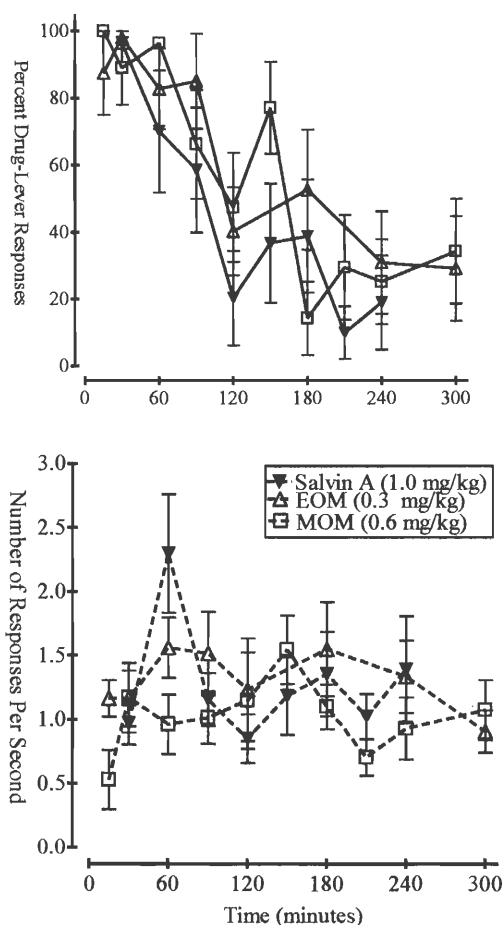 100
80
60
40
20
0
Percent Drug-Lever Responses
0 60 120 180 240 300
3.0
2.5
2.0
1.5
1.0
0.5
0.0
Number of Responses Per Second
Salvin A (1.0 mg/kg)
EOM (0.3 mg/kg)
MOM (0.6 mg/kg)
0 60 120 180 240 300
Time (minutes)